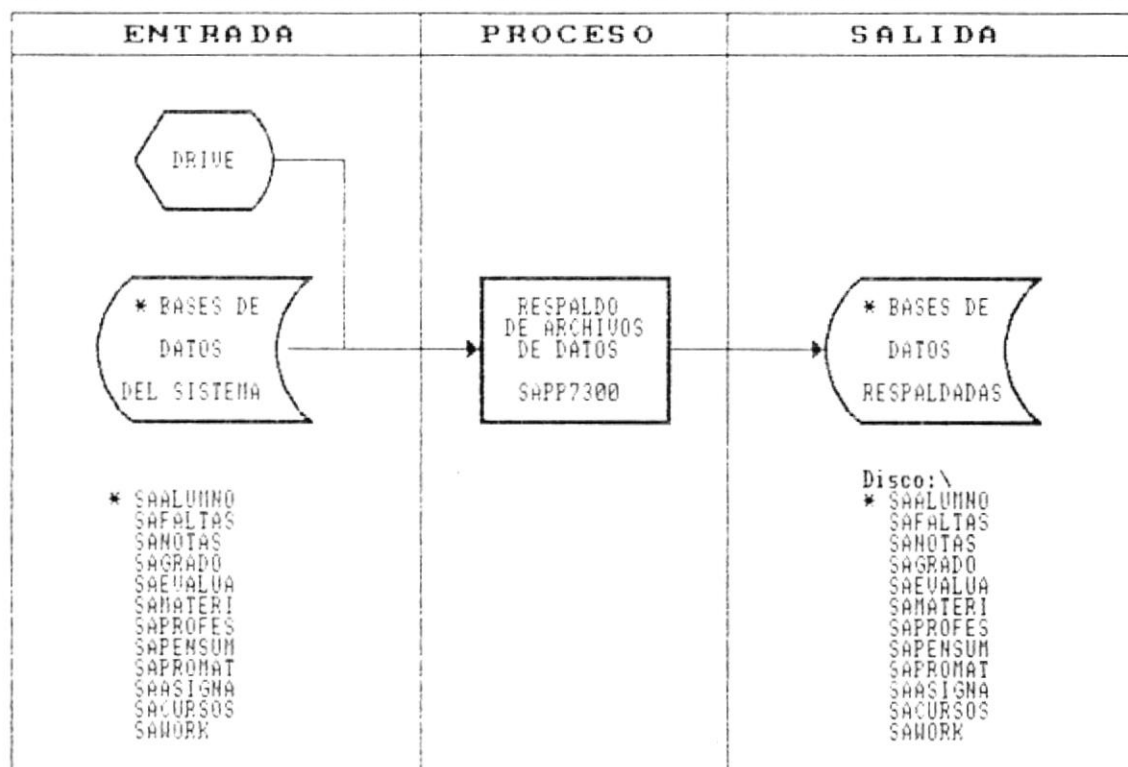 ENTRADA
PROCESO
SALIDA
DRIVE
* BASES DE
DATOS
DEL SISTEMA
RESPALDO
DE ARCHIVOS
DE DATOS
SAPP7300
* BASES DE
DATOS
RESPALDADAS
* SAALUMNO
SAFALTAS
SANOTAS
SAGRADO
SAEVALUA
SAMATERI
SAPROFES
SAPENSUM
SAPROMAT
SAASIGNA
SACURSOS
SAWORK
Disco:\
* SAALUMNO
SAFALTAS
SANOTAS
SAGRADO
SAEVALUA
SAMATERI
SAPROFES
SAPENSUM
SAPROMAT
SAASIGNA
SACURSOS
SAWORK